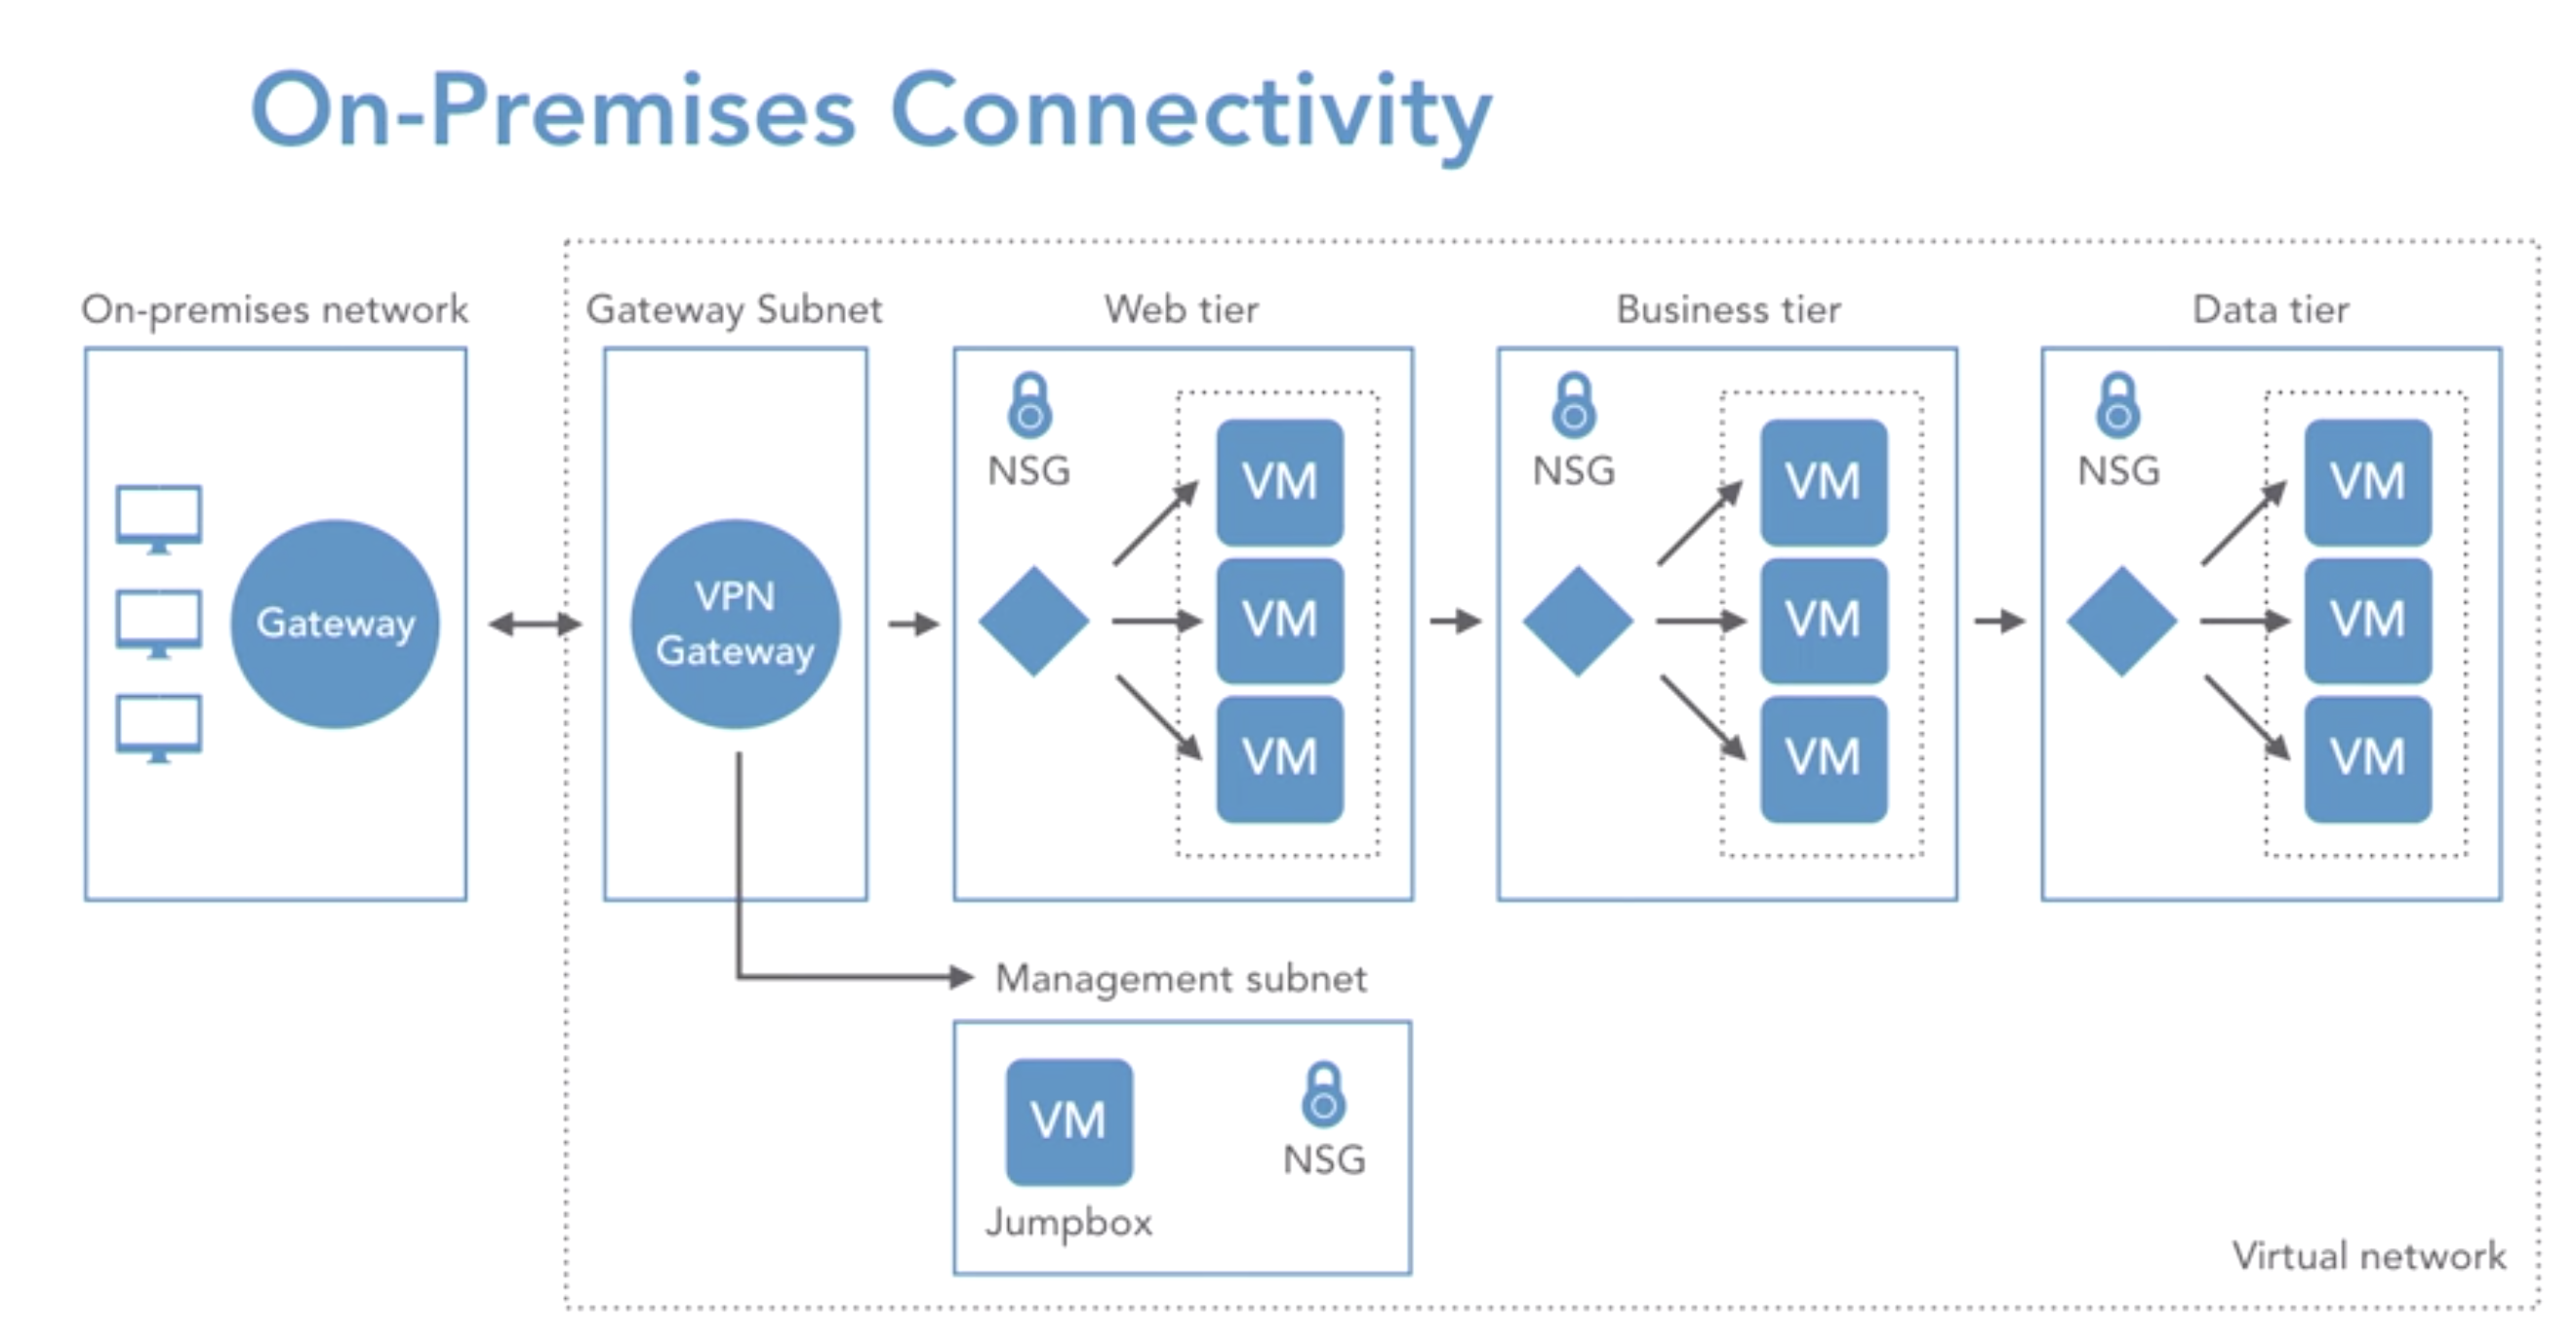 On-Premises Connectivity
On-premises network
Gateway Subnet
Web tier
Business tier
Data tier
Gateway
VPN
Gateway
NSG
VM
VM
VM
NSG
VM
VM
VM
NSG
VM
VM
VM
Management subnet
VM
Jumpbox
NSG
Virtual network